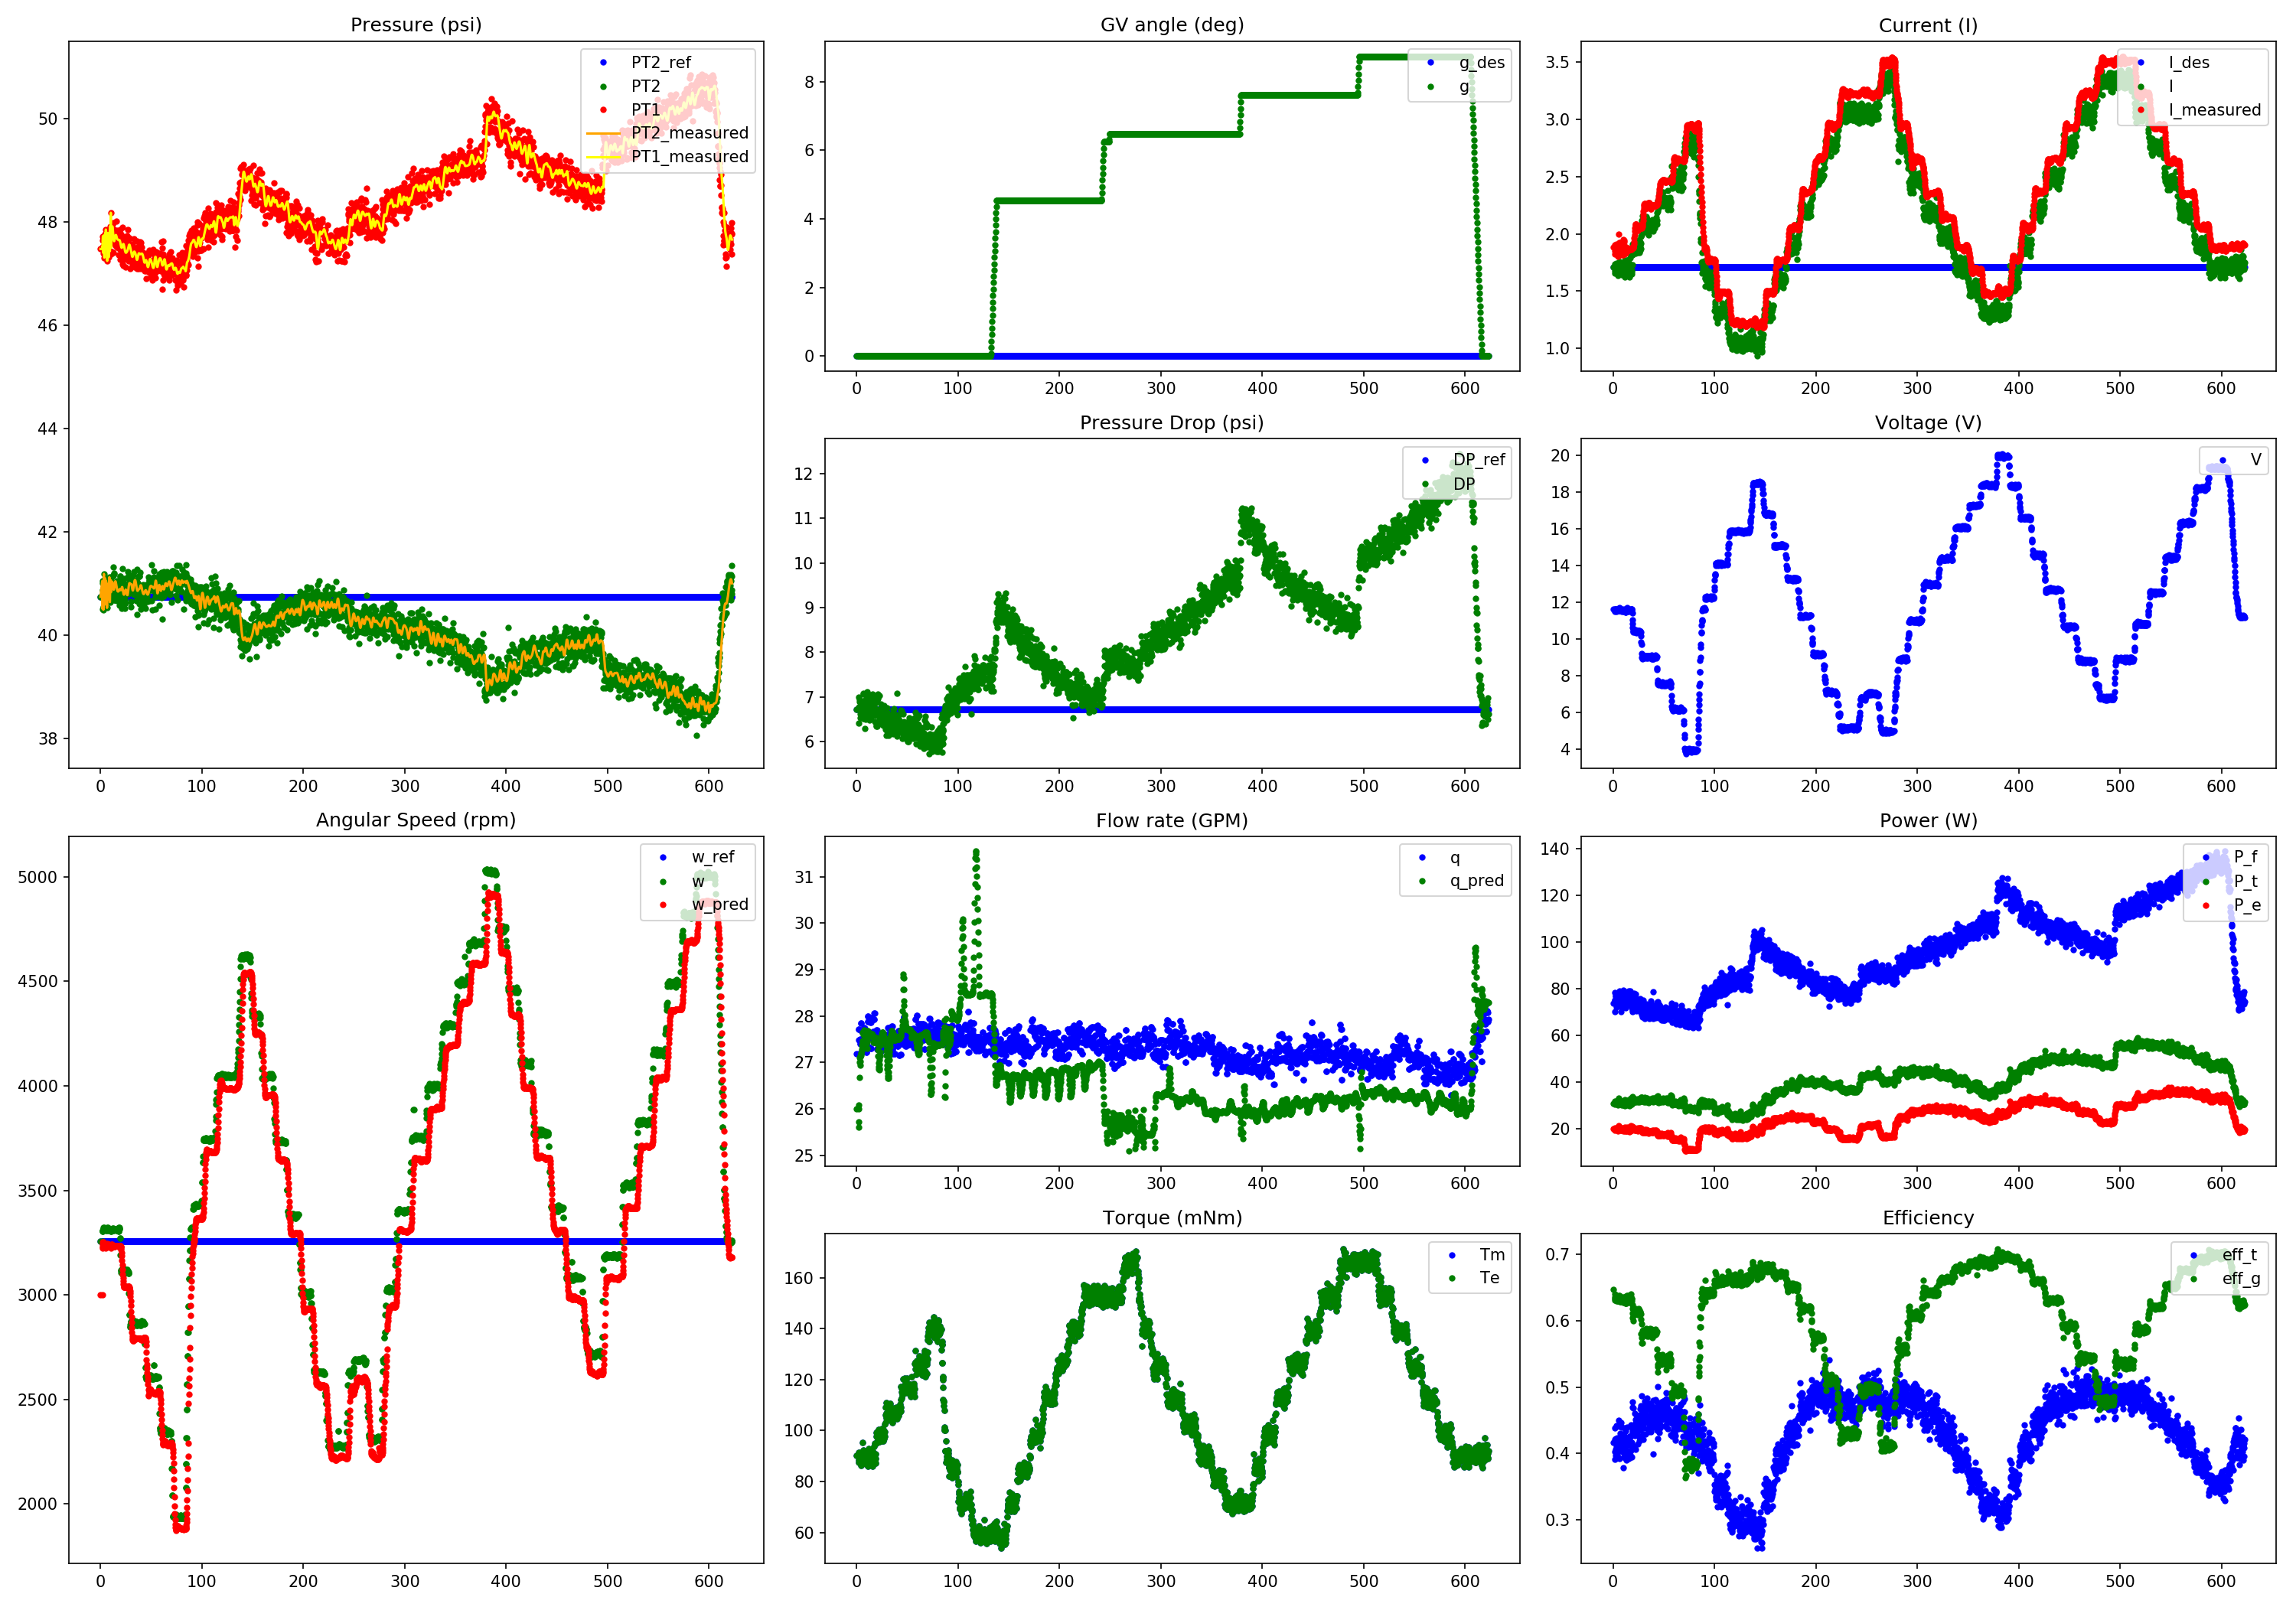 Pressure (psi)
PT2_ref
PT2
PT1
PT2_measured
PT1_measured
50
48
46
44
42
40
38
0 100 200 300 400 500 600
GV angle (deg)
g_des
g
8
6
4
2
0
0 100 200 300 400 500 600
Current (I)
I_des
I
I_measured
3.5
3.0
2.5
2.0
1.5
1.0
0 100 200 300 400 500 600
Pressure Drop (psi)
DP_ref
DP
12
11
10
9
8
7
6
0 100 200 300 400 500 600
Voltage (V)
V
20
18
16
14
12
10
8
6
4
0 100 200 300 400 500 600
Angular Speed (rpm)
w_ref
w
w_pred
5000
4500
4000
3500
3000
2500
2000
0 100 200 300 400 500 600
Flow rate (GPM)
q
q_pred
31
30
29
28
27
26
25
0 100 200 300 400 500 600
Power (W)
P_f
P_t
P_e
140
120
100
80
60
40
20
0 100 200 300 400 500 600
Torque (mNm)
Tm
Te
160
140
120
100
80
60
0 100 200 300 400 500 600
Efficiency
eff_t
eff_g
0.7
0.6
0.5
0.4
0.3
0 100 200 300 400 500 600